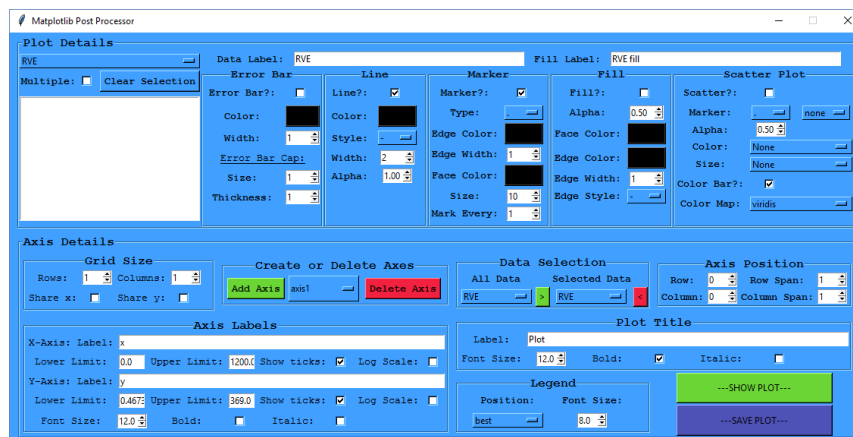 Matplotlib Post Processor
Plot Details
RVE
Data Label: RVE
Fill Label: RVE fill
Multiple:
Clear Selection
Error Bar
Error Bar?:
Color:
Width: 1
Error Bar Cap:
Size: 1
Thickness: 1
Line
Line?:
Color:
Style: -
Width: 2
Alpha: 1.00
Marker
Marker?:
Type: .
Edge Color:
Edge Width: 1
Face Color:
Size: 10
Mark Every: 1
Fill
Fill?:
Alpha: 0.50
Face Color:
Edge Color:
Edge Width: 1
Edge Style: -
Scatter Plot
Scatter?:
Marker: . none
Alpha: 0.50
Color: None
Size: None
Color Bar?:
Color Map: viridis
Axis Details
Grid Size
Rows: 1 Columns: 1
Share x: Share y:
Create or Delete Axes
Add Axis axis1 Delete Axis
Data Selection
All Data Selected Data
RVE > RVE <
Axis Position
Row: 0 Row Span: 1
Column: 0 Column Span: 1
Axis Labels
X-Axis: Label: x
Lower Limit: 0.0 Upper Limit: 1200.0 Show ticks: Log Scale:
Y-Axis: Label: y
Lower Limit: 0.4673 Upper Limit: 369.0 Show ticks: Log Scale:
Font Size: 12.0 Bold: Italic:
Plot Title
Label: Plot
Font Size: 12.0 Bold: Italic:
Legend
Position: Font Size:
best 8.0
---SHOW PLOT---
---SAVE PLOT---